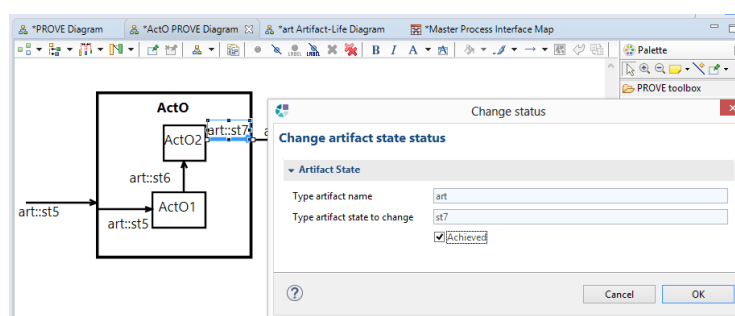 *PROVE Diagram
*ActO PROVE Diagram
*art Artifact-Life Diagram
*Master Process Interface Map
LABEL
LABEL
B I A
Palette
PROVE toolbox
ActO
ActO2
art::st7
a
art::st6
art::st5
ActO1
art::st5
Change status
Change artifact state status
Artifact State
Type artifact name
art
Type artifact state to change
st7
Achieved
?
Cancel
OK